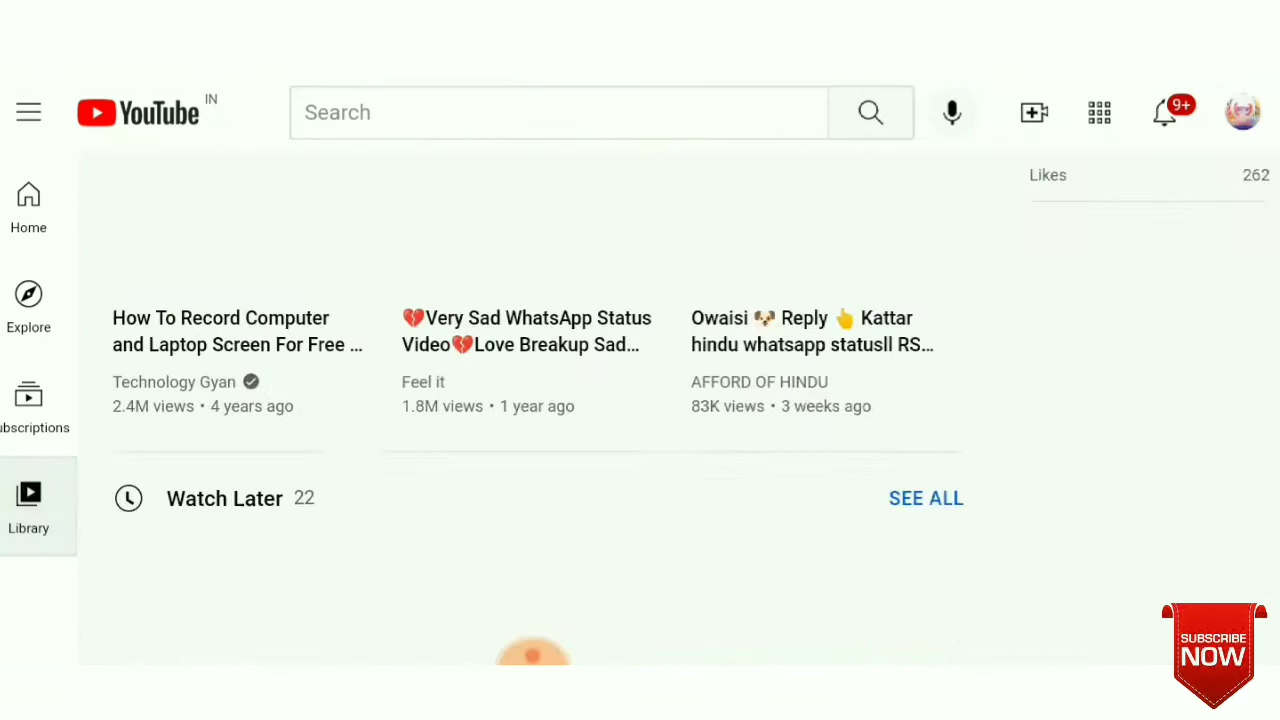 YouTube IN
Search
9+
Likes 262
Home
Explore
ubscriptions
Library
How To Record Computer
and Laptop Screen For Free ...
Technology Gyan
2.4M views • 4 years ago
💔Very Sad WhatsApp Status
Video💔Love Breakup Sad...
Feel it
1.8M views • 1 year ago
Owaisi 🐶 Reply 👆 Kattar
hindu whatsapp statusll RS...
AFFORD OF HINDU
83K views • 3 weeks ago
Watch Later 22
SEE ALL
SUBSCRIBE
NOW